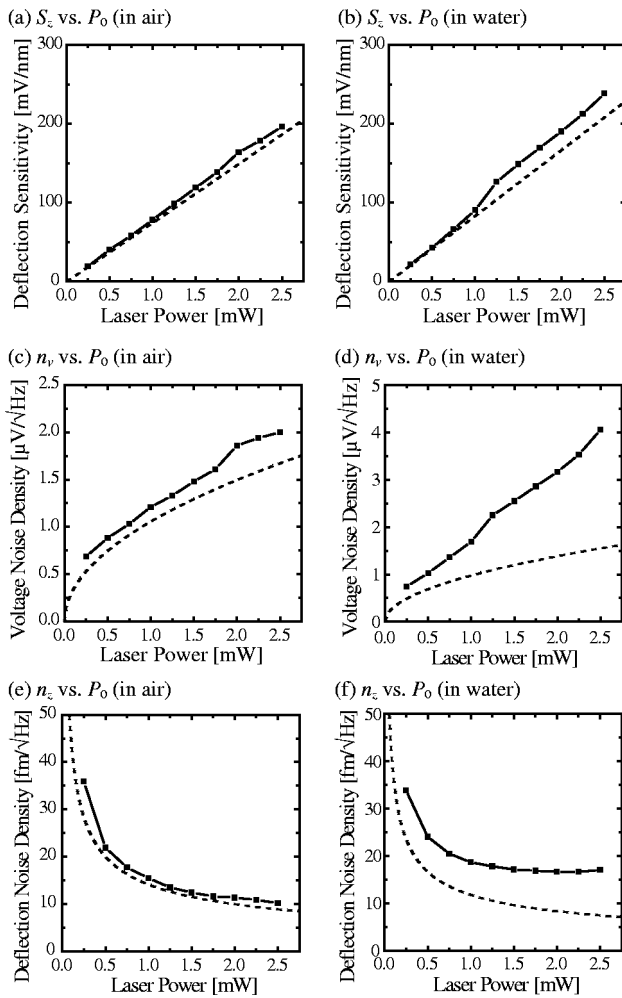 (a) S_z vs. P_0 (in air)
Deflection Sensitivity [mV/nm]
300
200
100
0
0.0 0.5 1.0 1.5 2.0 2.5
Laser Power [mW]
(b) S_z vs. P_0 (in water)
Deflection Sensitivity [mV/nm]
300
200
100
0
0.0 0.5 1.0 1.5 2.0 2.5
Laser Power [mW]
(c) n_v vs. P_0 (in air)
Voltage Noise Density [μV/√Hz]
2.5
2.0
1.5
1.0
0.5
0.0
0.0 0.5 1.0 1.5 2.0 2.5
Laser Power [mW]
(d) n_v vs. P_0 (in water)
Voltage Noise Density [μV/√Hz]
5
4
3
2
1
0
0.0 0.5 1.0 1.5 2.0 2.5
Laser Power [mW]
(e) n_z vs. P_0 (in air)
Deflection Noise Density [fm/√Hz]
50
40
30
20
10
0
0.0 0.5 1.0 1.5 2.0 2.5
Laser Power [mW]
(f) n_z vs. P_0 (in water)
Deflection Noise Density [fm/√Hz]
50
40
30
20
10
0
0.0 0.5 1.0 1.5 2.0 2.5
Laser Power [mW]